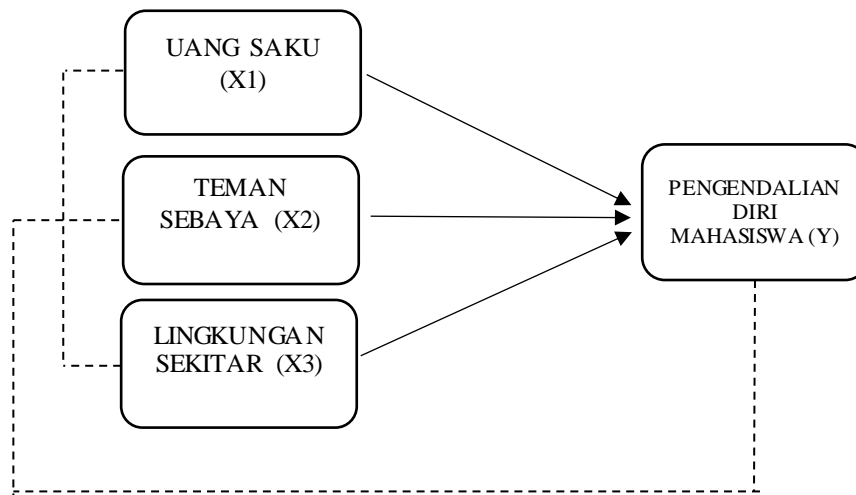 UANG SAKU
(X1)
TEMAN
SEBAYA (X2)
LINGKUNGAN
SEKITAR (X3)
PENGENDALIAN
DIRI
MAHASISWA (Y)